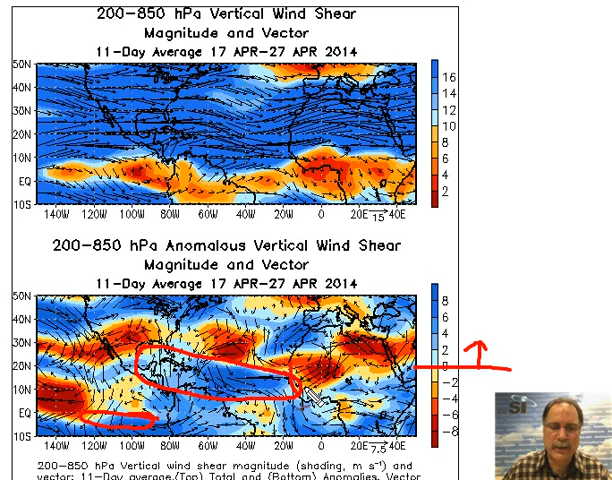 200-850 hPa Vertical Wind Shear
Magnitude and Vector
11-Day Average 17 APR-27 APR 2014
50N
40N
30N
20N
10N
EQ
10S
140W 120W 100W 80W 60W 40W 20W 0 20E 40E
15
16
14
12
10
8
6
4
2
200-850 hPa Anomalous Vertical Wind Shear
Magnitude and Vector
11-Day Average 17 APR-27 APR 2014
50N
40N
30N
20N
10N
EQ
10S
140W 120W 100W 80W 60W 40W 20W 0 20E 40E
7.5
8
6
4
2
0
-2
-4
-6
-8
200-850 hPa Vertical wind shear magnitude (shading, m s⁻¹) and
vector: 11-Day average.(Top) Total and (Bottom) Anomalies. Vector
SI